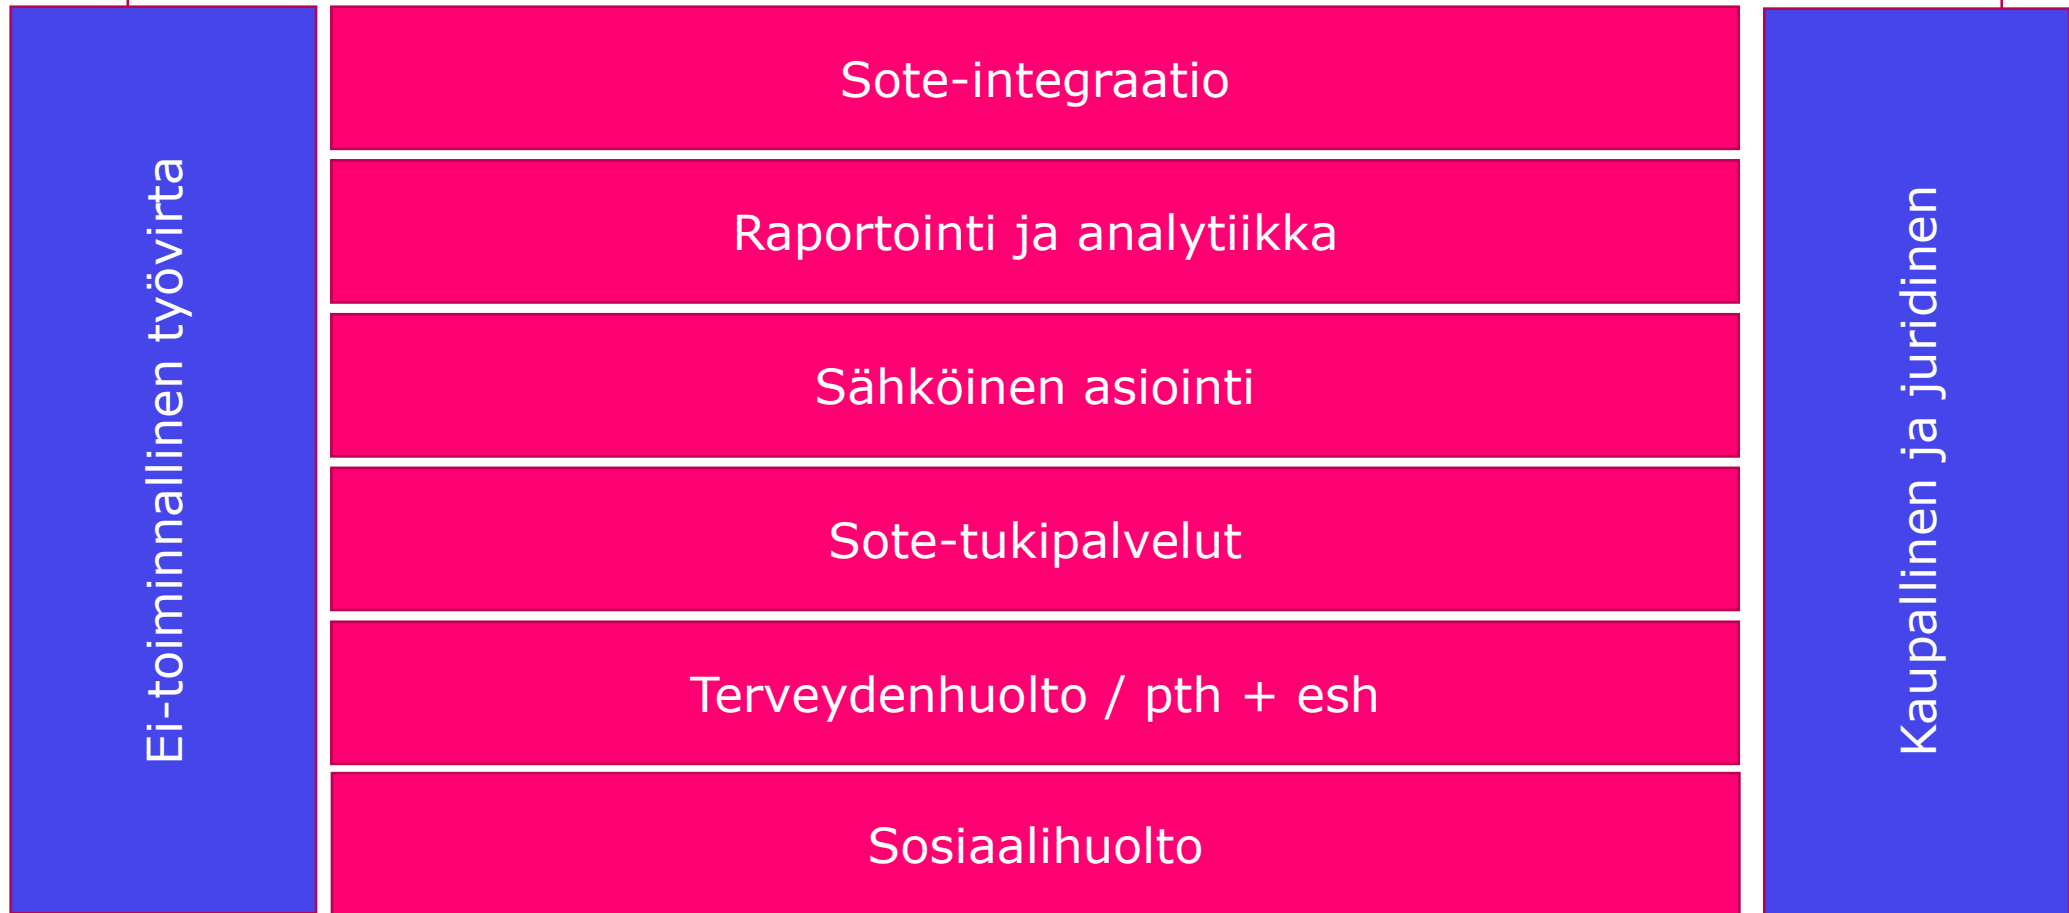 Ei-toiminnallinen työvirta
Sote-integraatio
Raportointi ja analytiikka
Sähköinen asiointi
Sote-tukipalvelut
Terveydenhuolto / pth + esh
Sosiaalihuolto
Kaupallinen ja juridinen